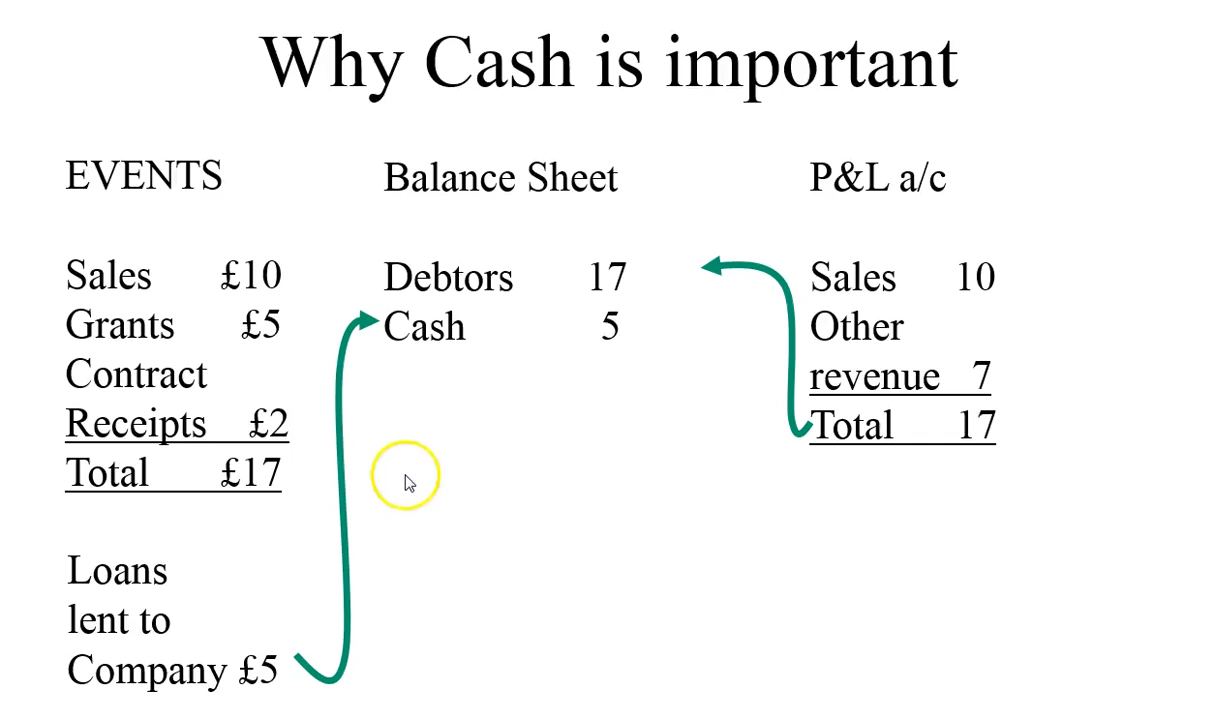 Why Cash is important
EVENTS
Sales £10
Grants £5
Contract
Receipts £2
Total £17
Loans
lent to
Company £5
Balance Sheet
Debtors 17
Cash 5
P&L a/c
Sales 10
Other
revenue 7
Total 17